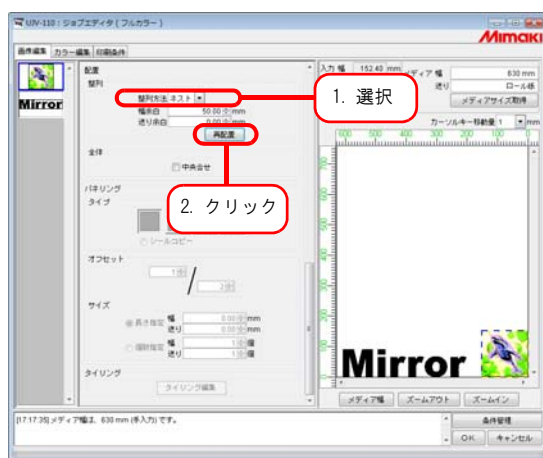 UJV-110 : ジョブエディタ ( フルカラー )
Mimaki
画像編集 カラー編集 印刷条件
Mirror
配置
整列
整列方法 ネスト
幅余白 50.00 mm
送り余白 0.00 mm
再配置
全体
中央合せ
パネリング
タイプ
シールコピー
オフセット
1
/
2
サイズ
長さ指定 幅 0.00 mm
送り 0.00 mm
個数指定 幅 1 個
送り 1 個
タイリング
タイリング編集
1. 選択
2. クリック
入力 幅 152.40 mm
メディア 幅 630 mm
送り ロール紙
メディアサイズ取得
カーソルキー移動量 1 mm
600 500 400 300 200 100 0
Mirror
メディア幅 ズームアウト ズームイン
[17:17:35] メディア幅は、630 mm (手入力) です。
条件管理
OK キャンセル